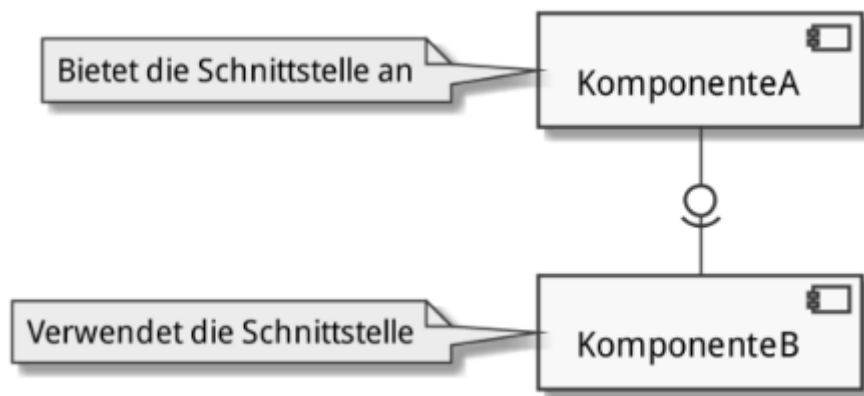 Bietet die Schnittstelle an
KomponenteA
Verwendet die Schnittstelle
KomponenteB